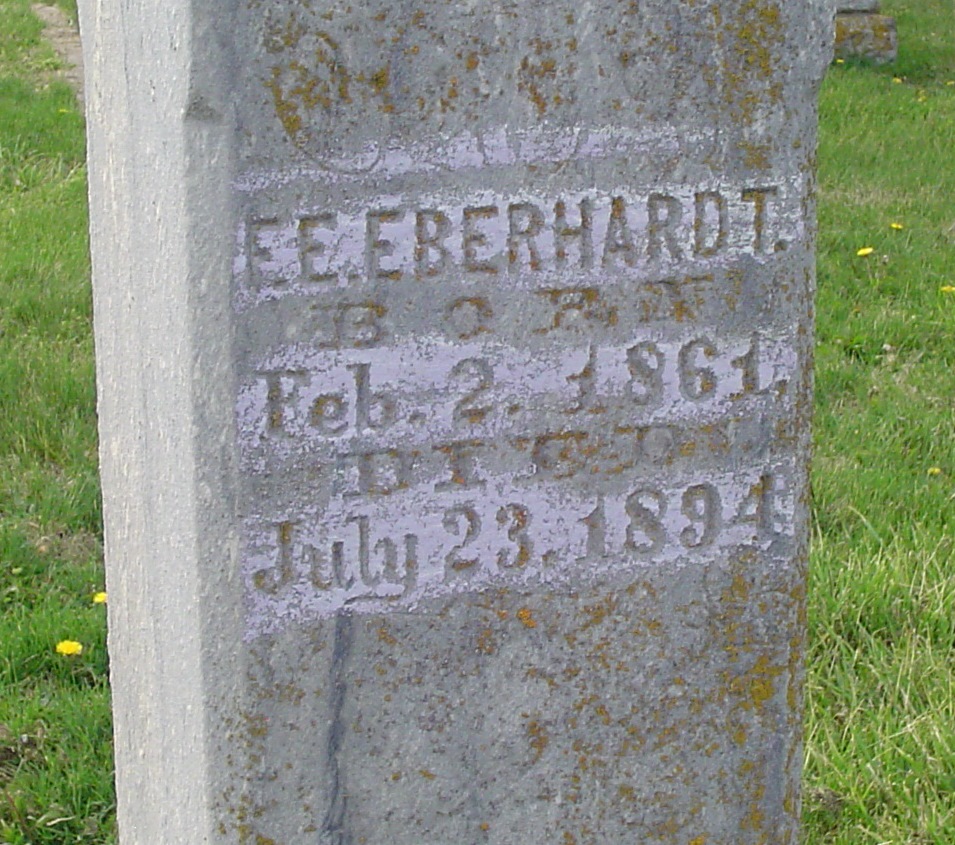 E.E.EBERHARDT.
BORN
Feb. 2. 1861.
DIED
July 23. 1894